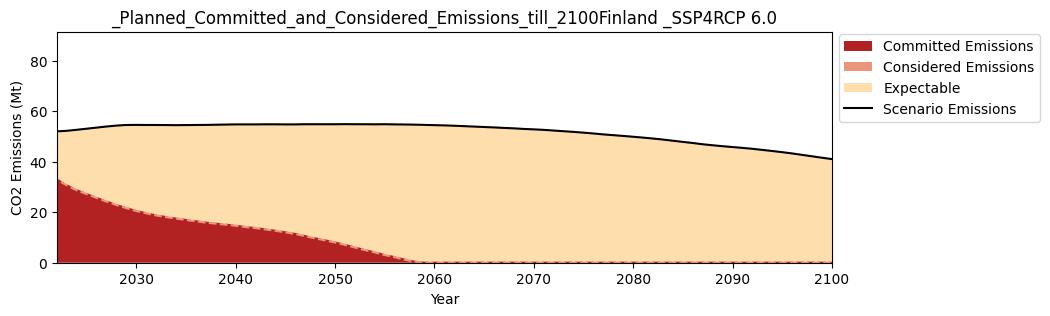 _Planned_Committed_and_Considered_Emissions_till_2100Finland _SSP4RCP 6.0
Committed Emissions
Considered Emissions
Expectable
Scenario Emissions
CO2 Emissions (Mt)
80
60
40
20
0
2030 2040 2050 2060 2070 2080 2090 2100
Year